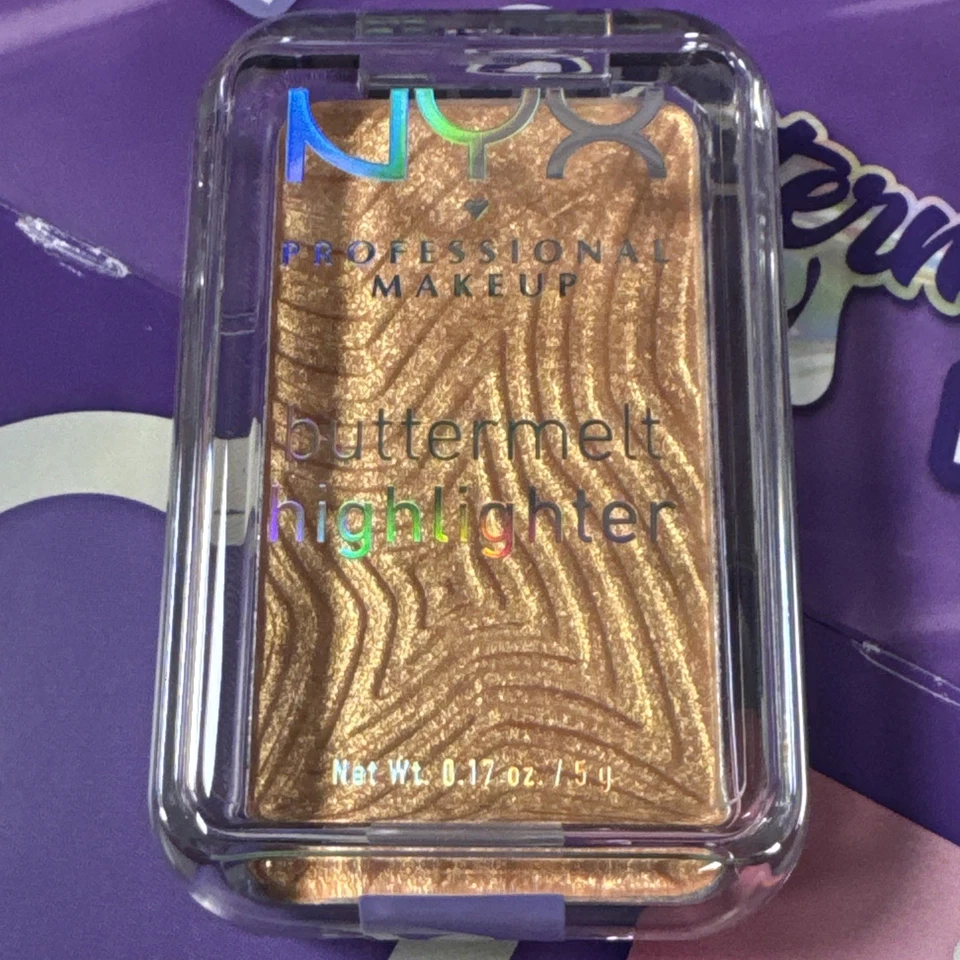 NYX
PROFESSIONAL
MAKEUP
buttermelt
highlighter
Net Wt. 0.17 oz. / 5 g